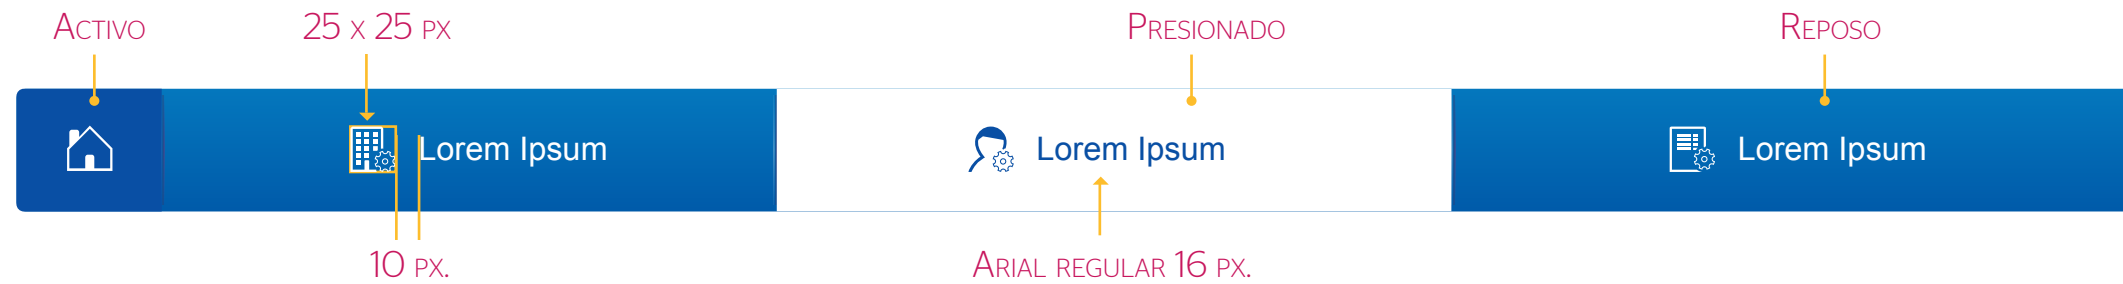 Activo
25 x 25 px
Presionado
Reposo
Lorem Ipsum
Lorem Ipsum
Lorem Ipsum
10 px.
Arial regular 16 px.